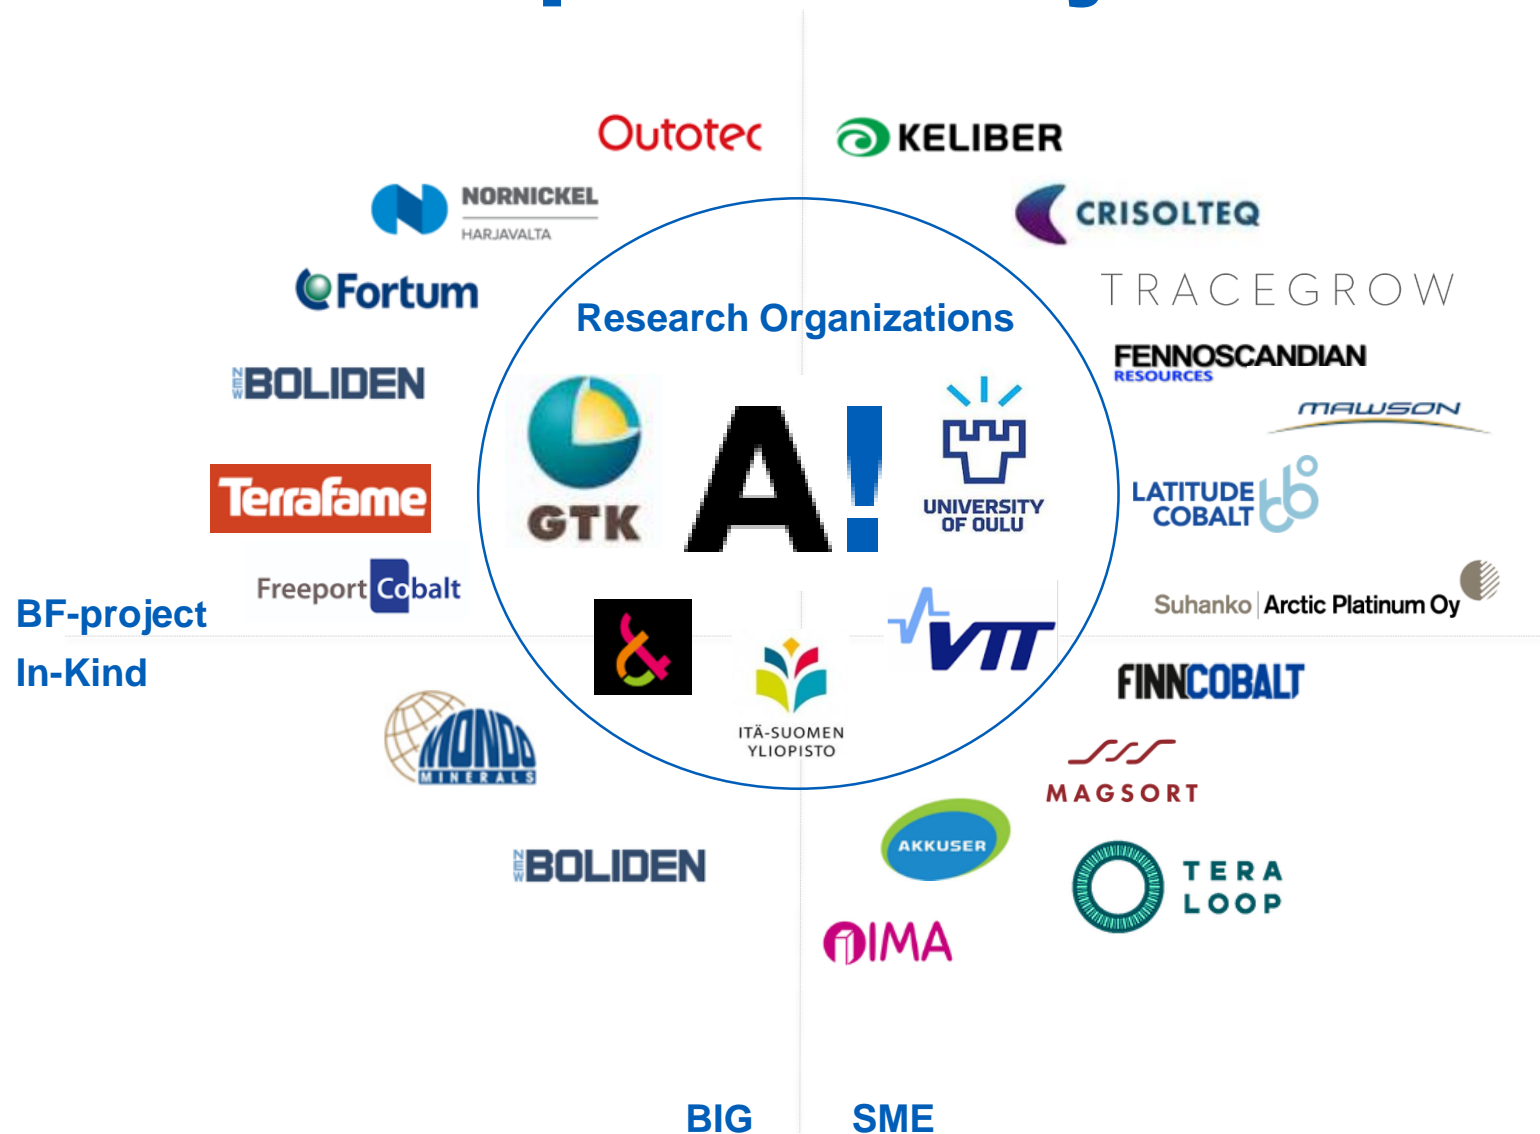 Outotec
KELIBER
NORNICKEL
HARJAVALTA
CRISOLTEQ
Fortum
TRACEGROW
Research Organizations
FENNOSCANDIAN
RESOURCES
NEW BOLIDEN
MAWSON
Terrafame
GTK
A!
UNIVERSITY
OF OULU
LATITUDE
COBALT
Freeport Cobalt
Suhanko Arctic Platinum Oy
BF-project
In-Kind
&
VTT
ITÄ-SUOMEN
YLIOPISTO
FINNCOBALT
MONDO
MINERALS
MAGSORT
AKKUSER
NEW BOLIDEN
TERA
LOOP
IMA
BIG
SME